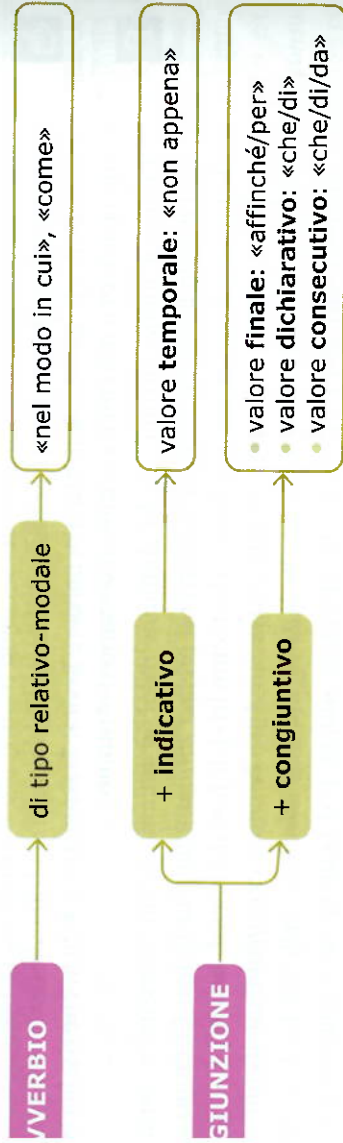 VVERBIO
di tipo relativo-modale
«nel modo in cui», «come»
GIUNZIONE
+ indicativo
valore temporale: «non appena»
+ congiuntivo
• valore finale: «affinché/per»
• valore dichiarativo: «che/di»
• valore consecutivo: «che/di/da»